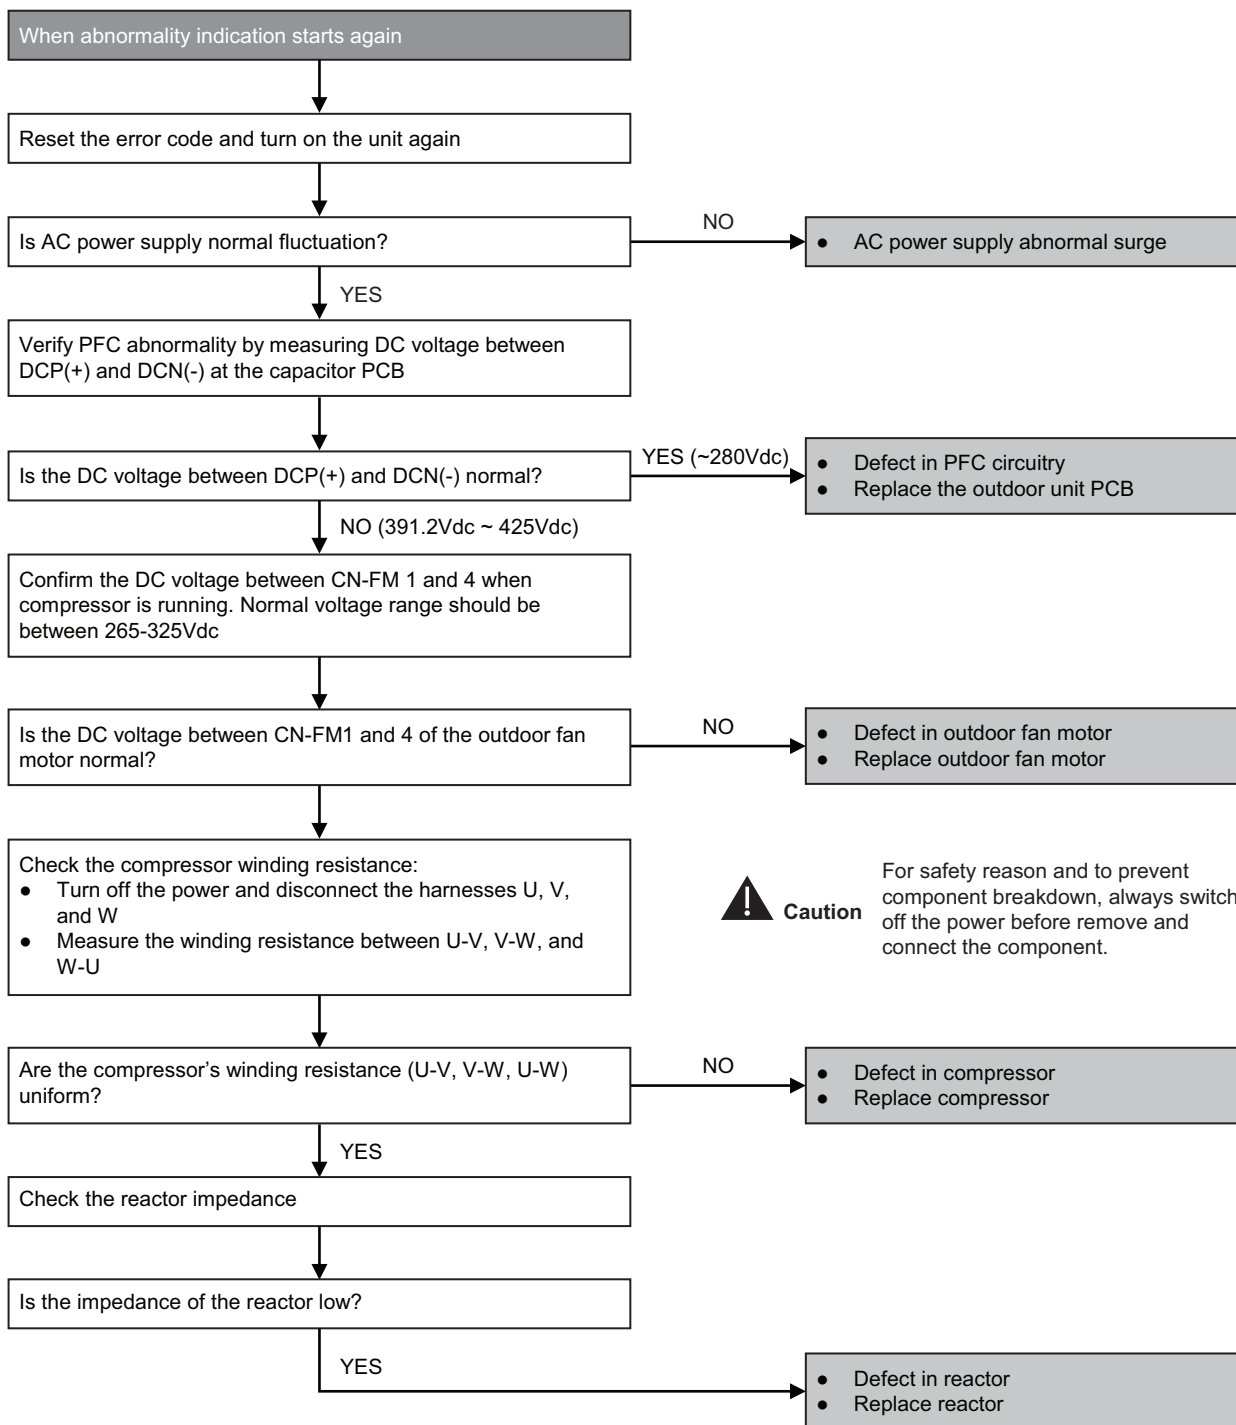 When abnormality indication starts again
Reset the error code and turn on the unit again
Is AC power supply normal fluctuation?
NO
● AC power supply abnormal surge
YES
Verify PFC abnormality by measuring DC voltage between
DCP(+) and DCN(-) at the capacitor PCB
Is the DC voltage between DCP(+) and DCN(-) normal?
YES (~280Vdc)
● Defect in PFC circuitry
● Replace the outdoor unit PCB
NO (391.2Vdc ~ 425Vdc)
Confirm the DC voltage between CN-FM 1 and 4 when
compressor is running. Normal voltage range should be
between 265-325Vdc
Is the DC voltage between CN-FM1 and 4 of the outdoor fan
motor normal?
NO
● Defect in outdoor fan motor
● Replace outdoor fan motor
Check the compressor winding resistance:
● Turn off the power and disconnect the harnesses U, V,
and W
● Measure the winding resistance between U-V, V-W, and
W-U
Caution
For safety reason and to prevent
component breakdown, always switch
off the power before remove and
connect the component.
Are the compressor's winding resistance (U-V, V-W, U-W)
uniform?
NO
● Defect in compressor
● Replace compressor
YES
Check the reactor impedance
Is the impedance of the reactor low?
YES
● Defect in reactor
● Replace reactor